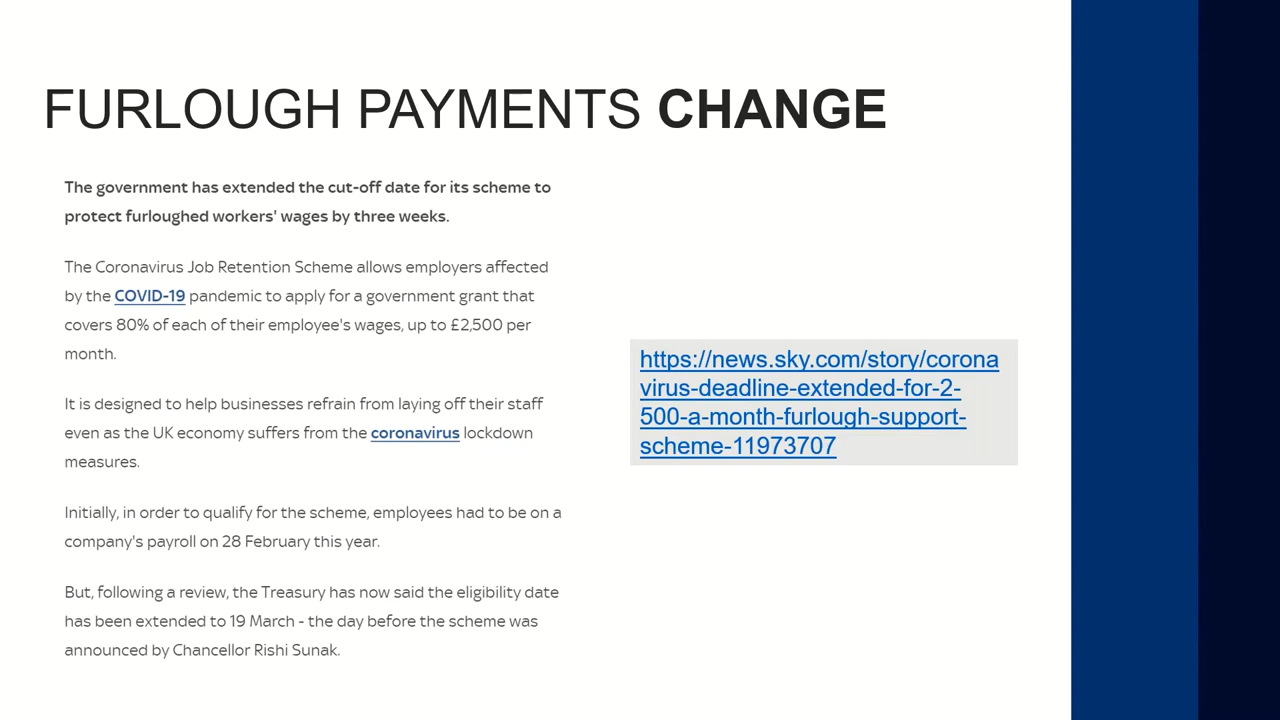 FURLOUGH PAYMENTS CHANGE
The government has extended the cut-off date for its scheme to
protect furloughed workers' wages by three weeks.
The Coronavirus Job Retention Scheme allows employers affected
by the COVID-19 pandemic to apply for a government grant that
covers 80% of each of their employee's wages, up to £2,500 per
month.
It is designed to help businesses refrain from laying off their staff
even as the UK economy suffers from the coronavirus lockdown
measures.
Initially, in order to qualify for the scheme, employees had to be on a
company's payroll on 28 February this year.
But, following a review, the Treasury has now said the eligibility date
has been extended to 19 March - the day before the scheme was
announced by Chancellor Rishi Sunak.
https://news.sky.com/story/corona
virus-deadline-extended-for-2-
500-a-month-furlough-support-
scheme-11973707